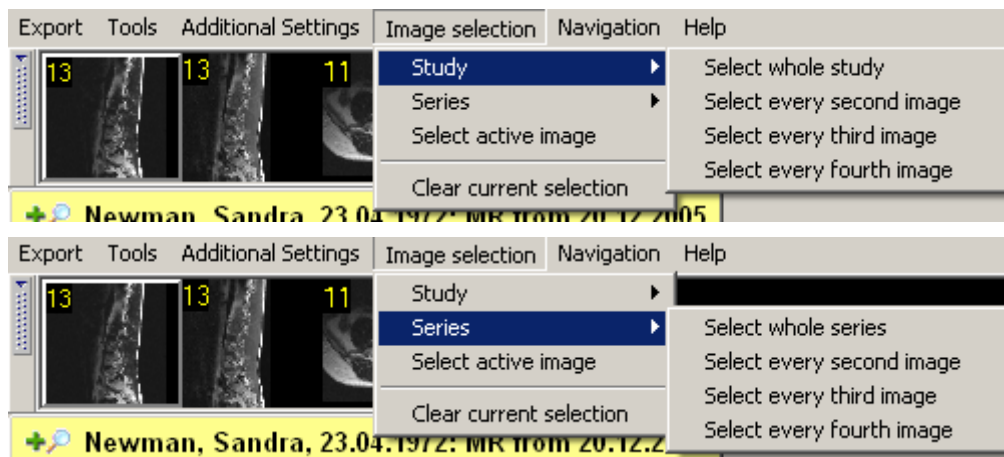 Export Tools Additional Settings Image selection Navigation Help
13 13 11 Study Select whole study
Series Select every second image
Select active image Select every third image
Clear current selection Select every fourth image
Newman, Sandra, 23.04.1972: MR from 20.12.2005
Export Tools Additional Settings Image selection Navigation Help
13 13 11 Study
Series Select whole series
Select active image Select every second image
Select every third image
Clear current selection Select every fourth image
Newman, Sandra, 23.04.1972: MR from 20.12.2